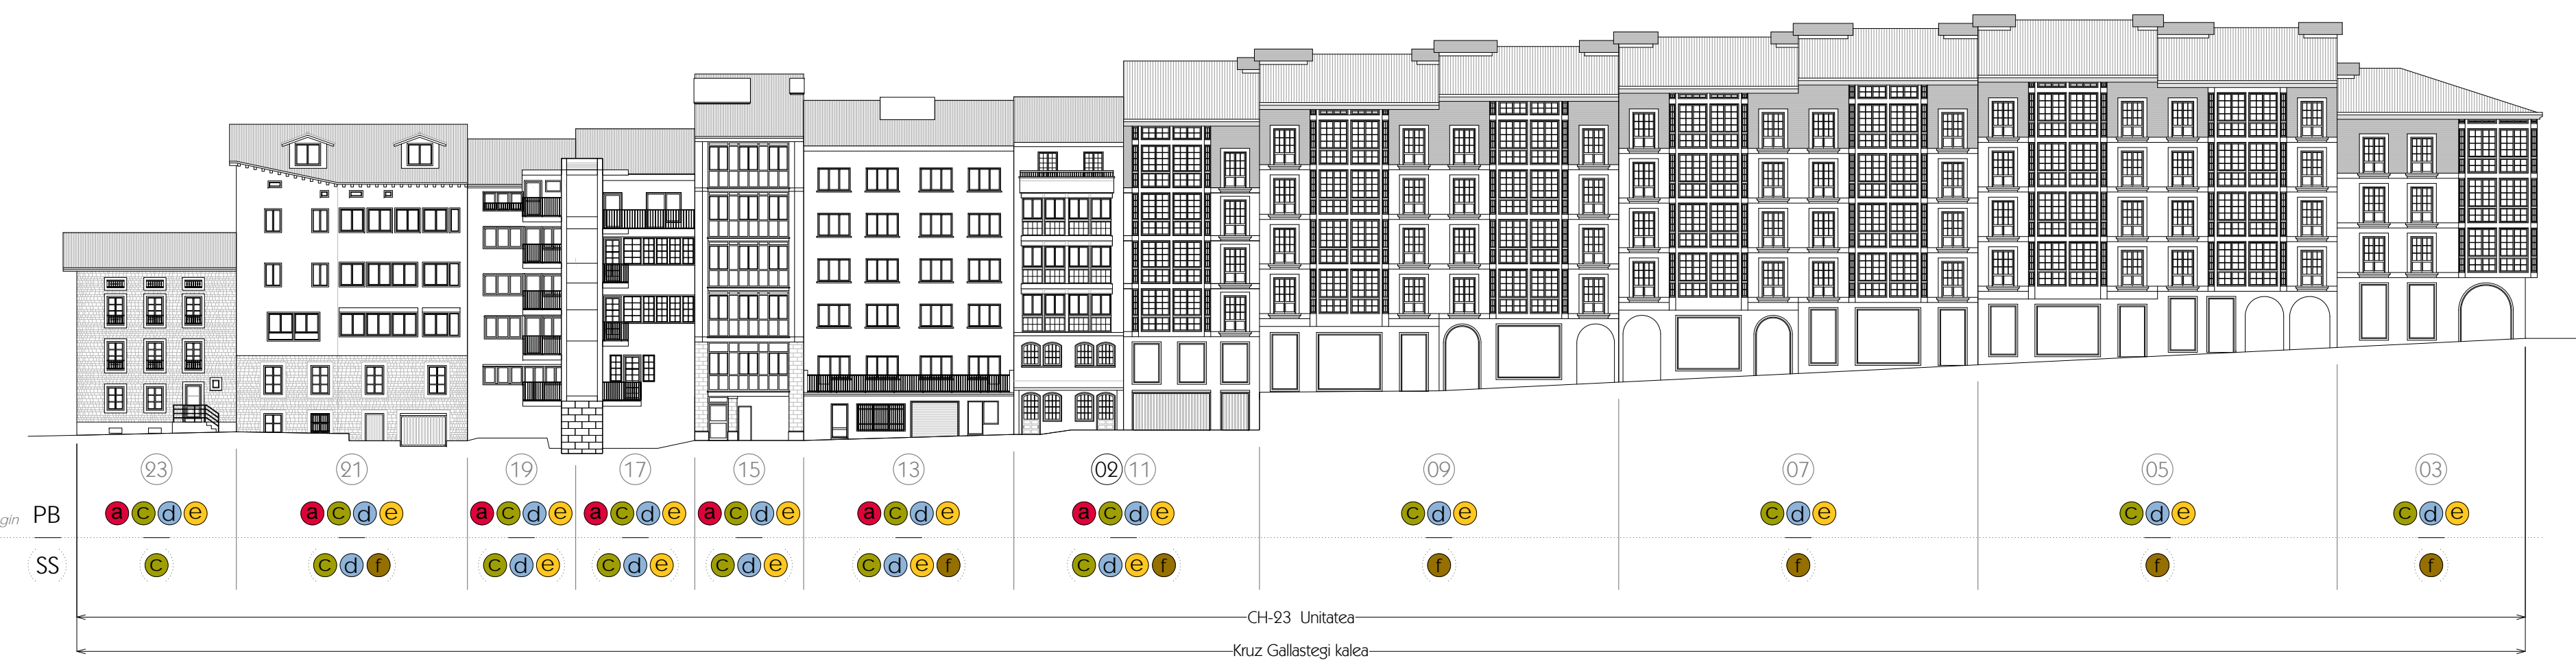 23 21 19 17 15 13 02 11 09 07 05 03
gin PB a c d e a c d e a c d e a c d e a c d e a c d e a c d e c d e c d e c d e c d e
SS c c d f c d e c d e c d e c d e f c d e f f f f f
CH-23 Unitatea
Kruz Gallastegi kalea